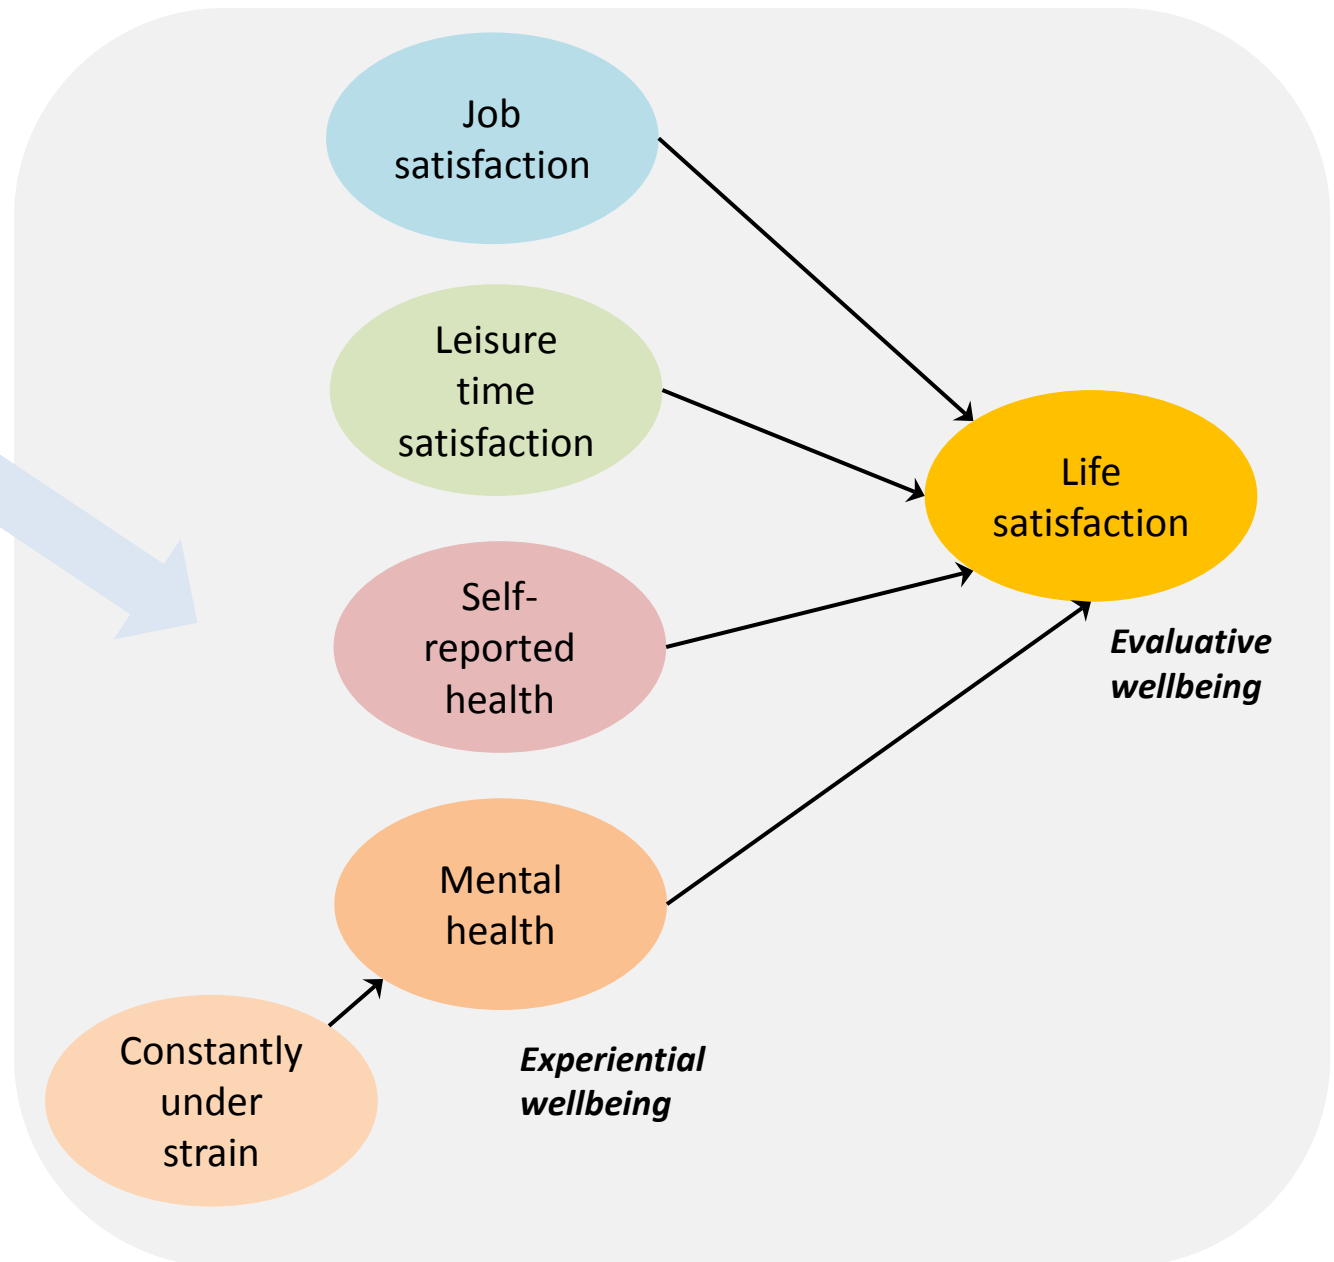 Job
satisfaction
Leisure
time
satisfaction
Life
satisfaction
Self-
reported
health
Evaluative
wellbeing
Mental
health
Constantly
under
strain
Experiential
wellbeing